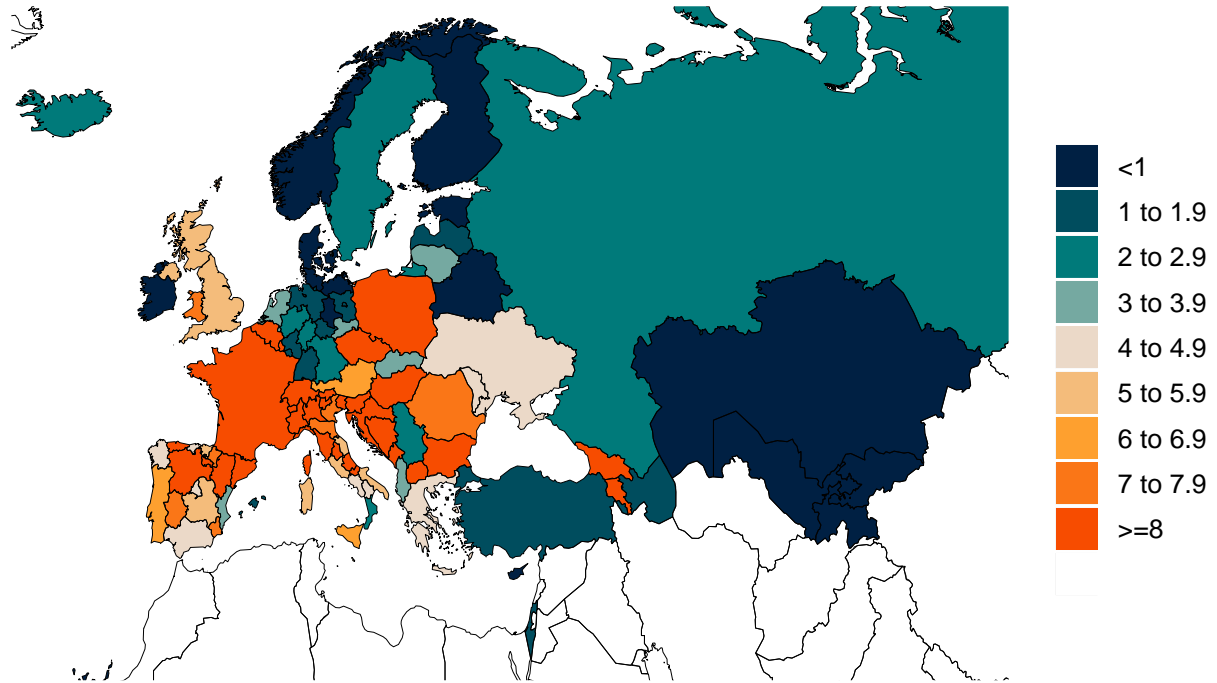 <1
1 to 1.9
2 to 2.9
3 to 3.9
4 to 4.9
5 to 5.9
6 to 6.9
7 to 7.9
>=8